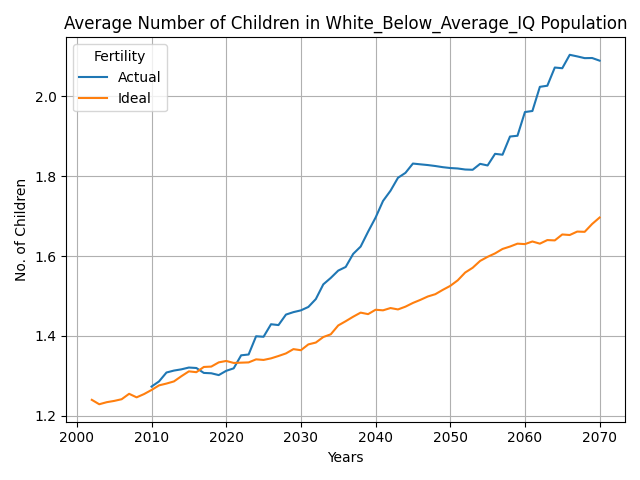 Average Number of Children in White_Below_Average_IQ Population
Fertility
Actual
Ideal
No. of Children
2.0
1.8
1.6
1.4
1.2
2000 2010 2020 2030 2040 2050 2060 2070
Years